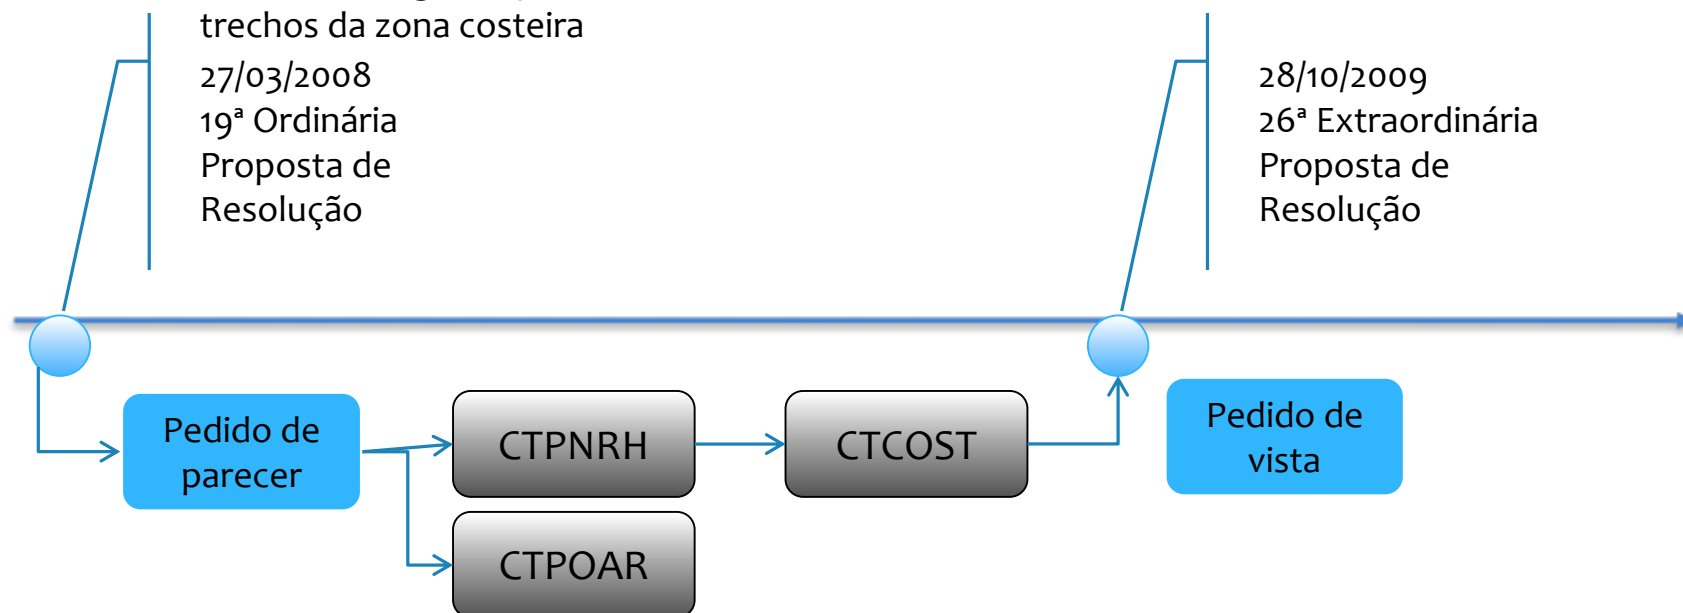 trechos da zona costeira
27/03/2008
19ª Ordinária
Proposta de
Resolução
28/10/2009
26ª Extraordinária
Proposta de
Resolução
Pedido de
parecer
CTPNRH
CTCOST
Pedido de
vista
CTPOAR